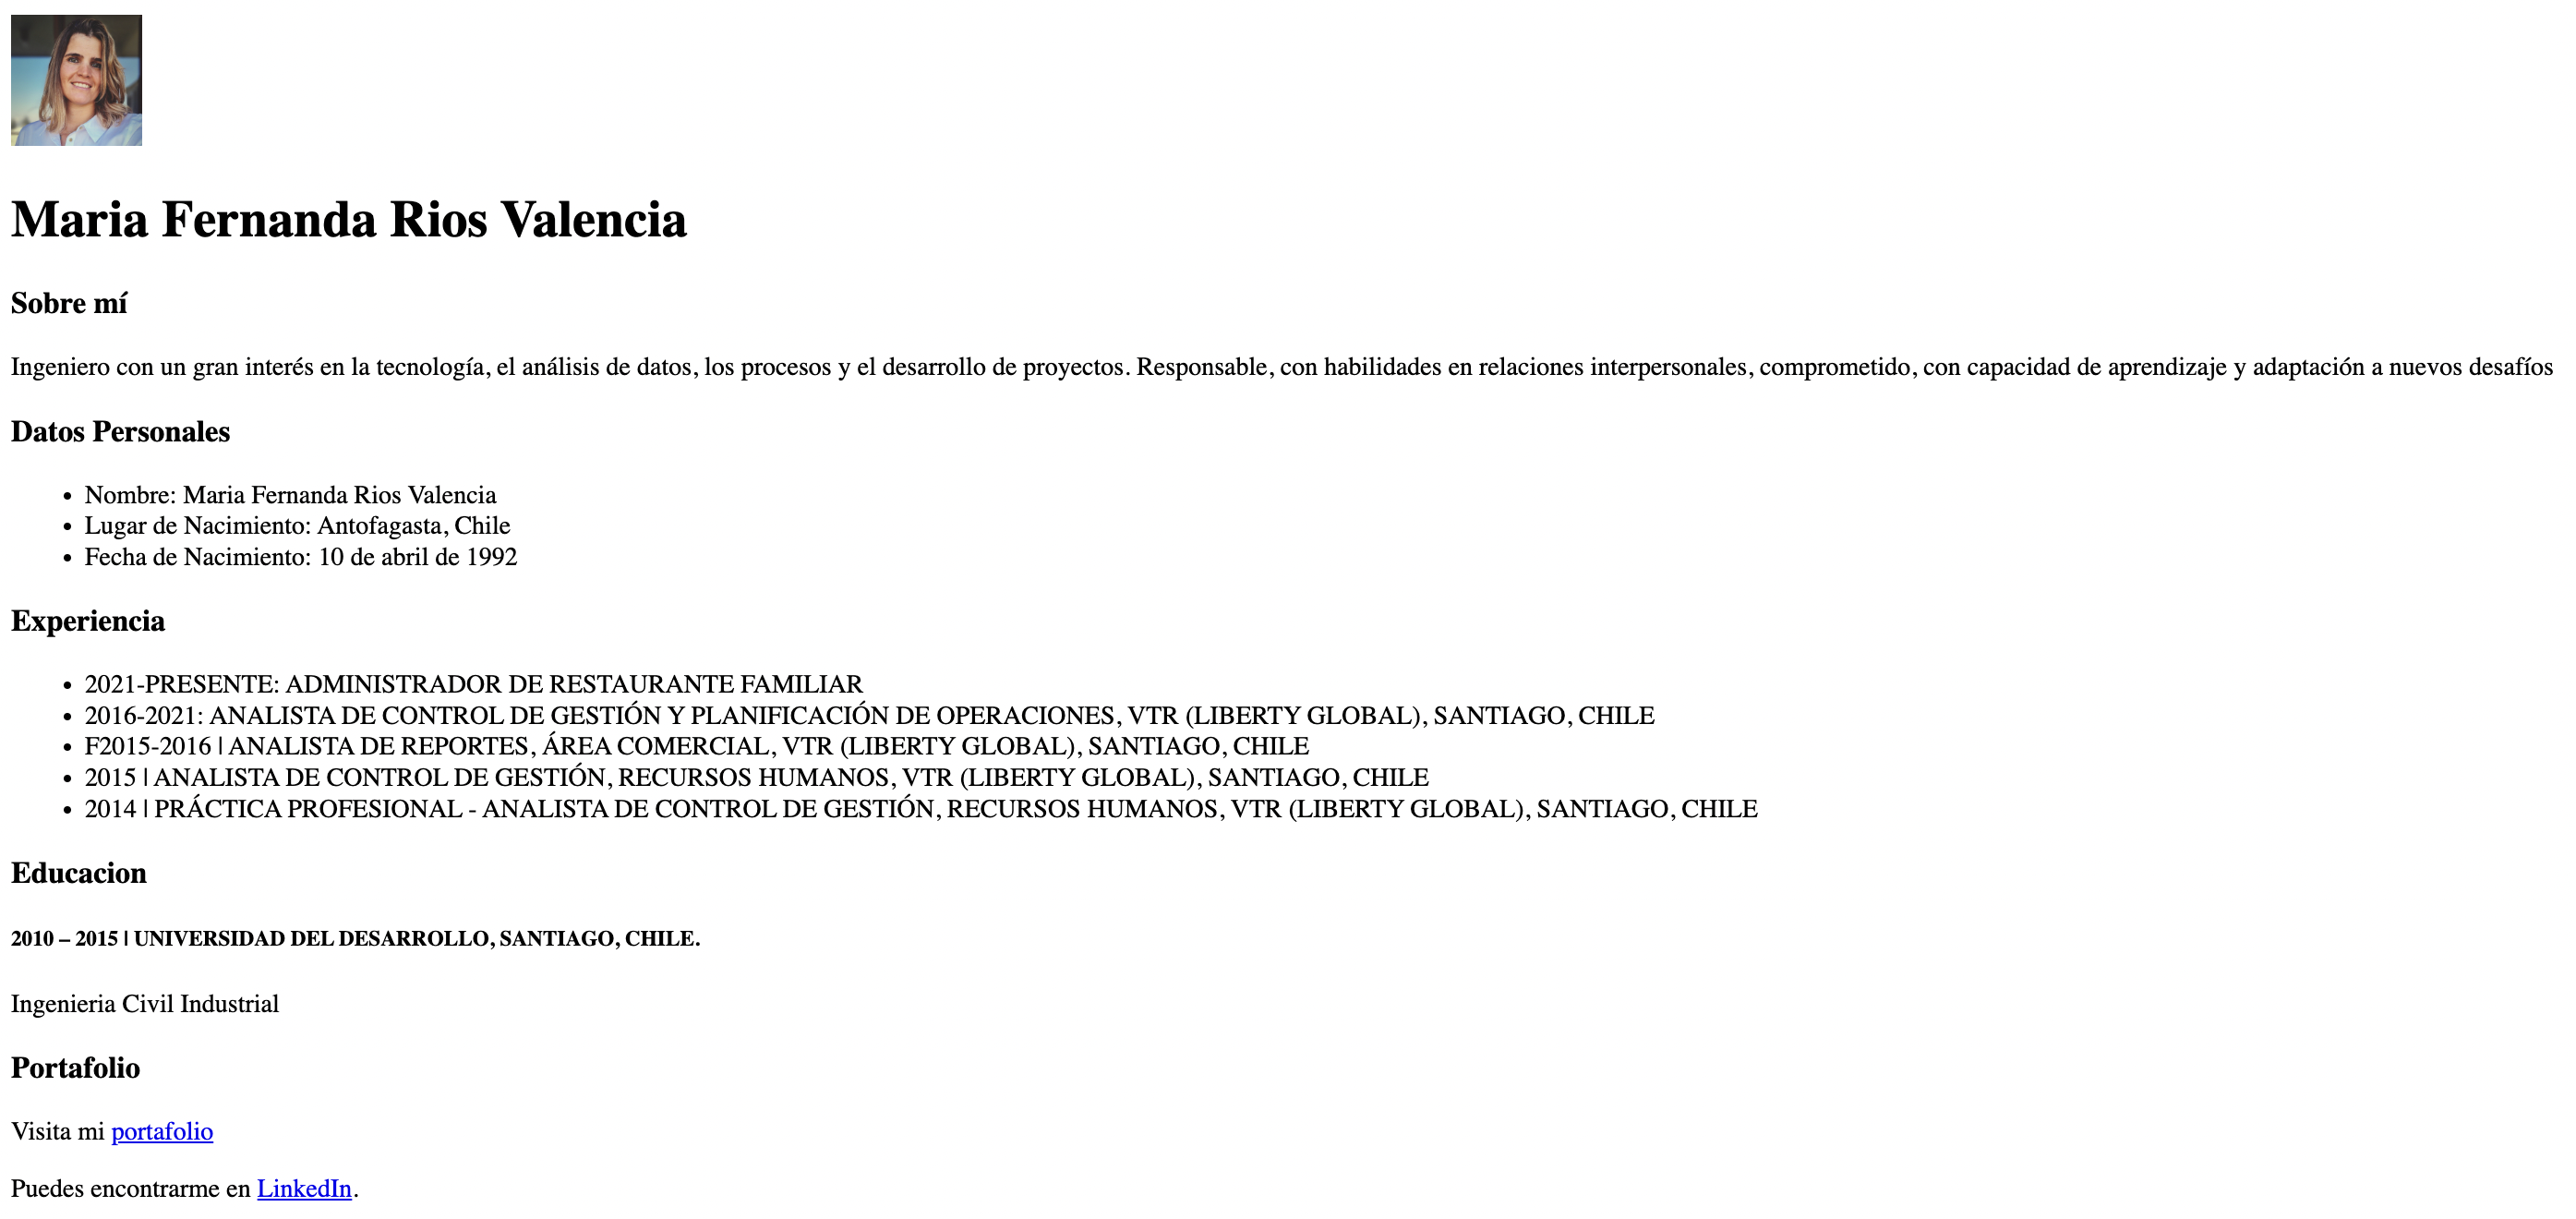 Maria Fernanda Rios Valencia
Sobre mí
Ingeniero con un gran interés en la tecnología, el análisis de datos, los procesos y el desarrollo de proyectos. Responsable, con habilidades en relaciones interpersonales, comprometido, con capacidad de aprendizaje y adaptación a nuevos desafíos
Datos Personales
• Nombre: Maria Fernanda Rios Valencia
• Lugar de Nacimiento: Antofagasta, Chile
• Fecha de Nacimiento: 10 de abril de 1992
Experiencia
• 2021-PRESENTE: ADMINISTRADOR DE RESTAURANTE FAMILIAR
• 2016-2021: ANALISTA DE CONTROL DE GESTIÓN Y PLANIFICACIÓN DE OPERACIONES, VTR (LIBERTY GLOBAL), SANTIAGO, CHILE
• F2015-2016 | ANALISTA DE REPORTES, ÁREA COMERCIAL, VTR (LIBERTY GLOBAL), SANTIAGO, CHILE
• 2015 | ANALISTA DE CONTROL DE GESTIÓN, RECURSOS HUMANOS, VTR (LIBERTY GLOBAL), SANTIAGO, CHILE
• 2014 | PRÁCTICA PROFESIONAL - ANALISTA DE CONTROL DE GESTIÓN, RECURSOS HUMANOS, VTR (LIBERTY GLOBAL), SANTIAGO, CHILE
Educacion
2010 – 2015 | UNIVERSIDAD DEL DESARROLLO, SANTIAGO, CHILE.
Ingenieria Civil Industrial
Portafolio
Visita mi portafolio
Puedes encontrarme en LinkedIn.